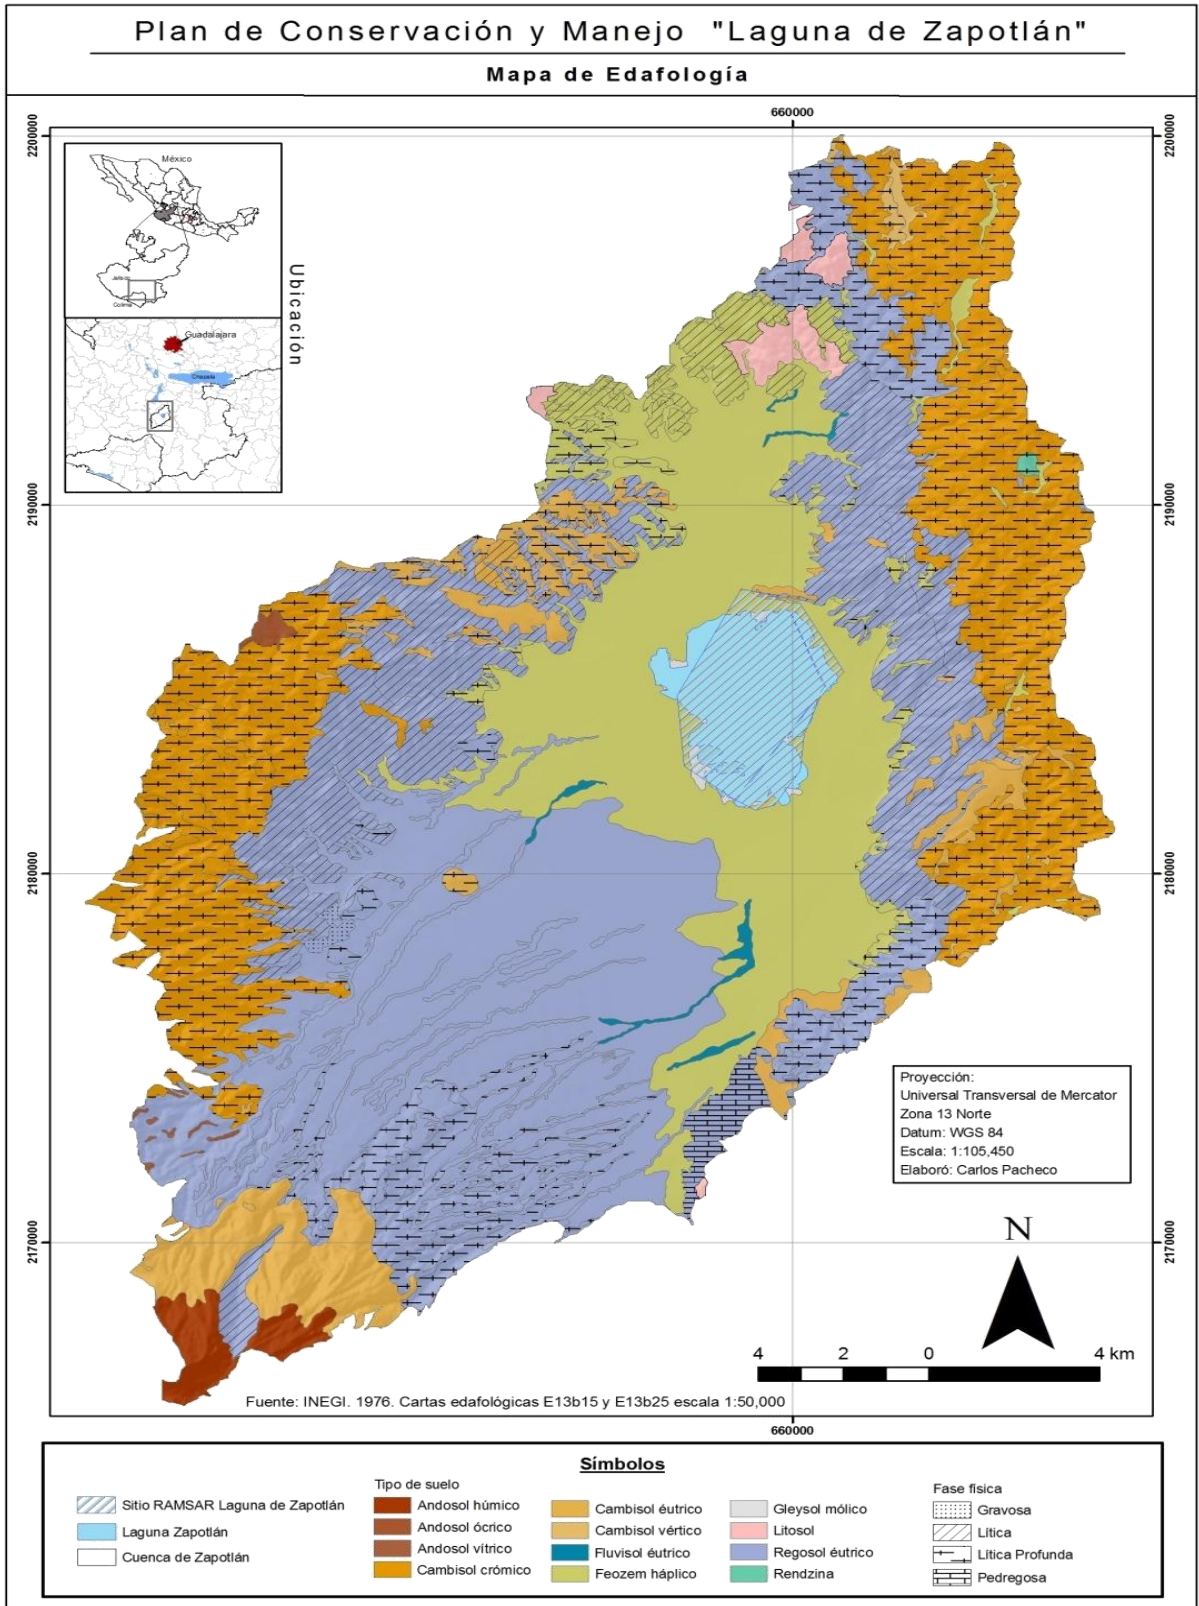 Plan de Conservación y Manejo "Laguna de Zapotlán"
Mapa de Edafología
660000
2200000
2200000
México
Jalisco
Colima
Ubicación
Guadalajara
Chapala
2190000
2190000
2180000
2180000
Proyección:
Universal Transversal de Mercator
Zona 13 Norte
Datum: WGS 84
Escala: 1:105,450
Elaboró: Carlos Pacheco
2170000
2170000
N
4 2 0 4 km
Fuente: INEGI. 1976. Cartas edafológicas E13b15 y E13b25 escala 1:50,000
660000
Símbolos
Sitio RAMSAR Laguna de Zapotlán
Laguna Zapotlán
Cuenca de Zapotlán
Tipo de suelo
Andosol húmico
Andosol ócrico
Andosol vítrico
Cambisol crómico
Cambisol éutrico
Cambisol vértico
Fluvisol éutrico
Feozem háplico
Gleysol mólico
Litosol
Regosol éutrico
Rendzina
Fase física
Gravosa
Lítica
Lítica Profunda
Pedregosa